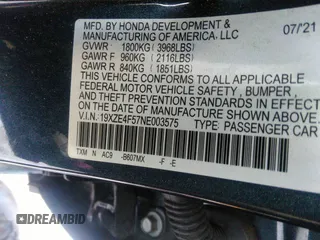 MFD. BY HONDA DEVELOPMENT &
MANUFACTURING OF AMERICA, LLC
07/21
GVWR : 1800KG (3968LBS)
GAWR F 960KG (2116LBS)
GAWR R 840KG (1851LBS)
THIS VEHICLE CONFORMS TO ALL APPLICABLE
FEDERAL MOTOR VEHICLE SAFETY, BUMPER,
AND THEFT PREVENTION STANDARDS IN EFFECT
ON THE DATE OF MANUFACTURE SHOWN ABOVE.
V.I.N.: 19XZE4F57NE003575 TYPE: PASSENGER CAR
TXM N AC9 -B607MX -F -E
DREAMBID